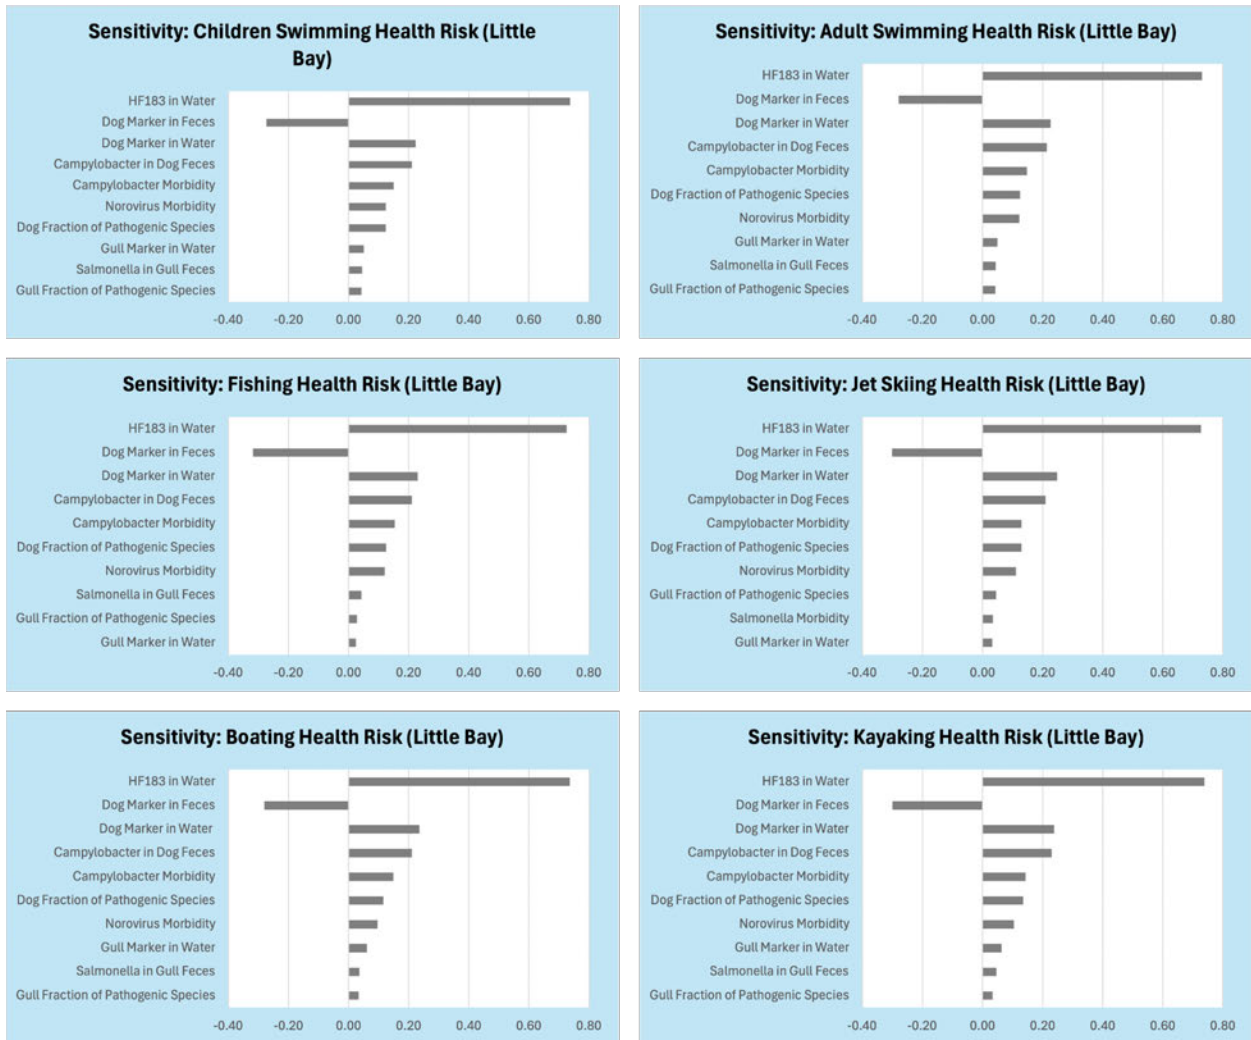 Sensitivity: Children Swimming Health Risk (Little
Bay)
HF183 in Water
Dog Marker in Feces
Dog Marker in Water
Campylobacter in Dog Feces
Campylobacter Morbidity
Norovirus Morbidity
Dog Fraction of Pathogenic Species
Gull Marker in Water
Salmonella in Gull Feces
Gull Fraction of Pathogenic Species
-0.40 -0.20 0.00 0.20 0.40 0.60 0.80
Sensitivity: Adult Swimming Health Risk (Little Bay)
HF183 in Water
Dog Marker in Feces
Dog Marker in Water
Campylobacter in Dog Feces
Campylobacter Morbidity
Dog Fraction of Pathogenic Species
Norovirus Morbidity
Gull Marker in Water
Salmonella in Gull Feces
Gull Fraction of Pathogenic Species
-0.40 -0.20 0.00 0.20 0.40 0.60 0.80
Sensitivity: Fishing Health Risk (Little Bay)
HF183 in Water
Dog Marker in Feces
Dog Marker in Water
Campylobacter in Dog Feces
Campylobacter Morbidity
Dog Fraction of Pathogenic Species
Norovirus Morbidity
Salmonella in Gull Feces
Gull Fraction of Pathogenic Species
Gull Marker in Water
-0.40 -0.20 0.00 0.20 0.40 0.60 0.80
Sensitivity: Jet Skiing Health Risk (Little Bay)
HF183 in Water
Dog Marker in Feces
Dog Marker in Water
Campylobacter in Dog Feces
Campylobacter Morbidity
Dog Fraction of Pathogenic Species
Norovirus Morbidity
Gull Fraction of Pathogenic Species
Salmonella Morbidity
Gull Marker in Water
-0.40 -0.20 0.00 0.20 0.40 0.60 0.80
Sensitivity: Boating Health Risk (Little Bay)
HF183 in Water
Dog Marker in Feces
Dog Marker in Water
Campylobacter in Dog Feces
Campylobacter Morbidity
Dog Fraction of Pathogenic Species
Norovirus Morbidity
Gull Marker in Water
Salmonella in Gull Feces
Gull Fraction of Pathogenic Species
-0.40 -0.20 0.00 0.20 0.40 0.60 0.80
Sensitivity: Kayaking Health Risk (Little Bay)
HF183 in Water
Dog Marker in Feces
Dog Marker in Water
Campylobacter in Dog Feces
Campylobacter Morbidity
Dog Fraction of Pathogenic Species
Norovirus Morbidity
Gull Marker in Water
Salmonella in Gull Feces
Gull Fraction of Pathogenic Species
-0.40 -0.20 0.00 0.20 0.40 0.60 0.80